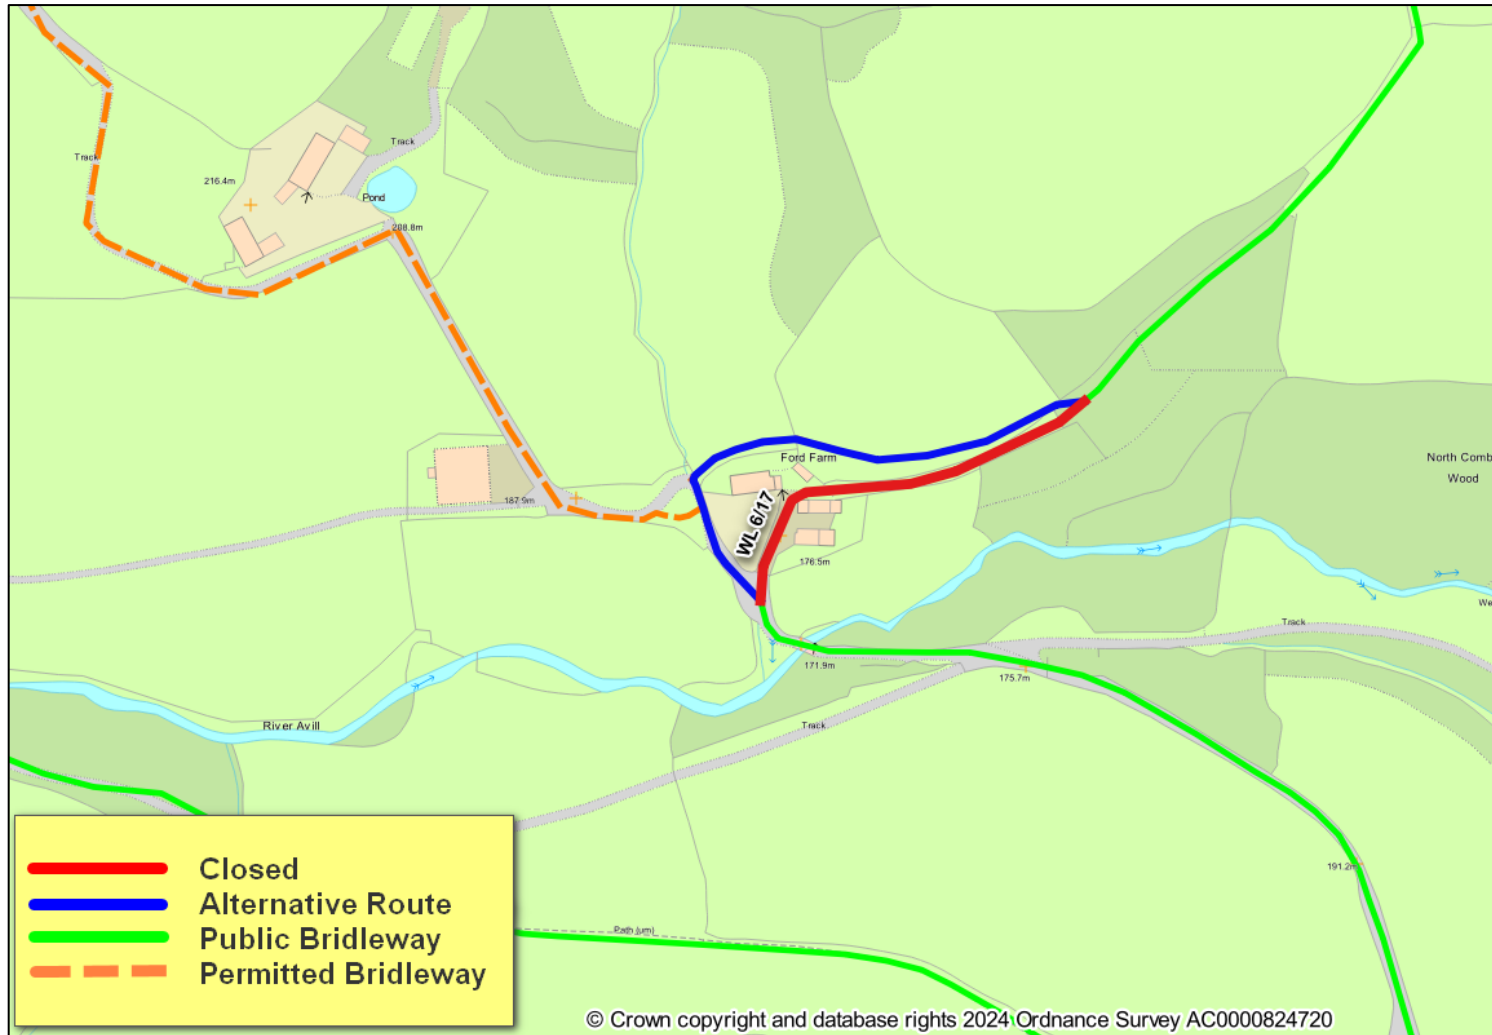 Track
Track
216.4m
Pond
208.8m
Ford Farm
North Comb
Wood
187.9m
WL 6/17
176.5m
We
Track
171.9m
175.7m
River Avill
Track
191.2m
Closed
Alternative Route
Public Bridleway
Permitted Bridleway
Path (um)
© Crown copyright and database rights 2024 Ordnance Survey AC0000824720